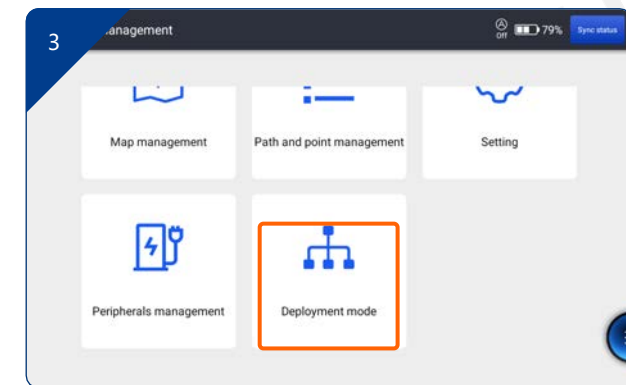 3
anagement
off 79% Sync status
Map management Path and point management Setting
Peripherals management Deployment mode